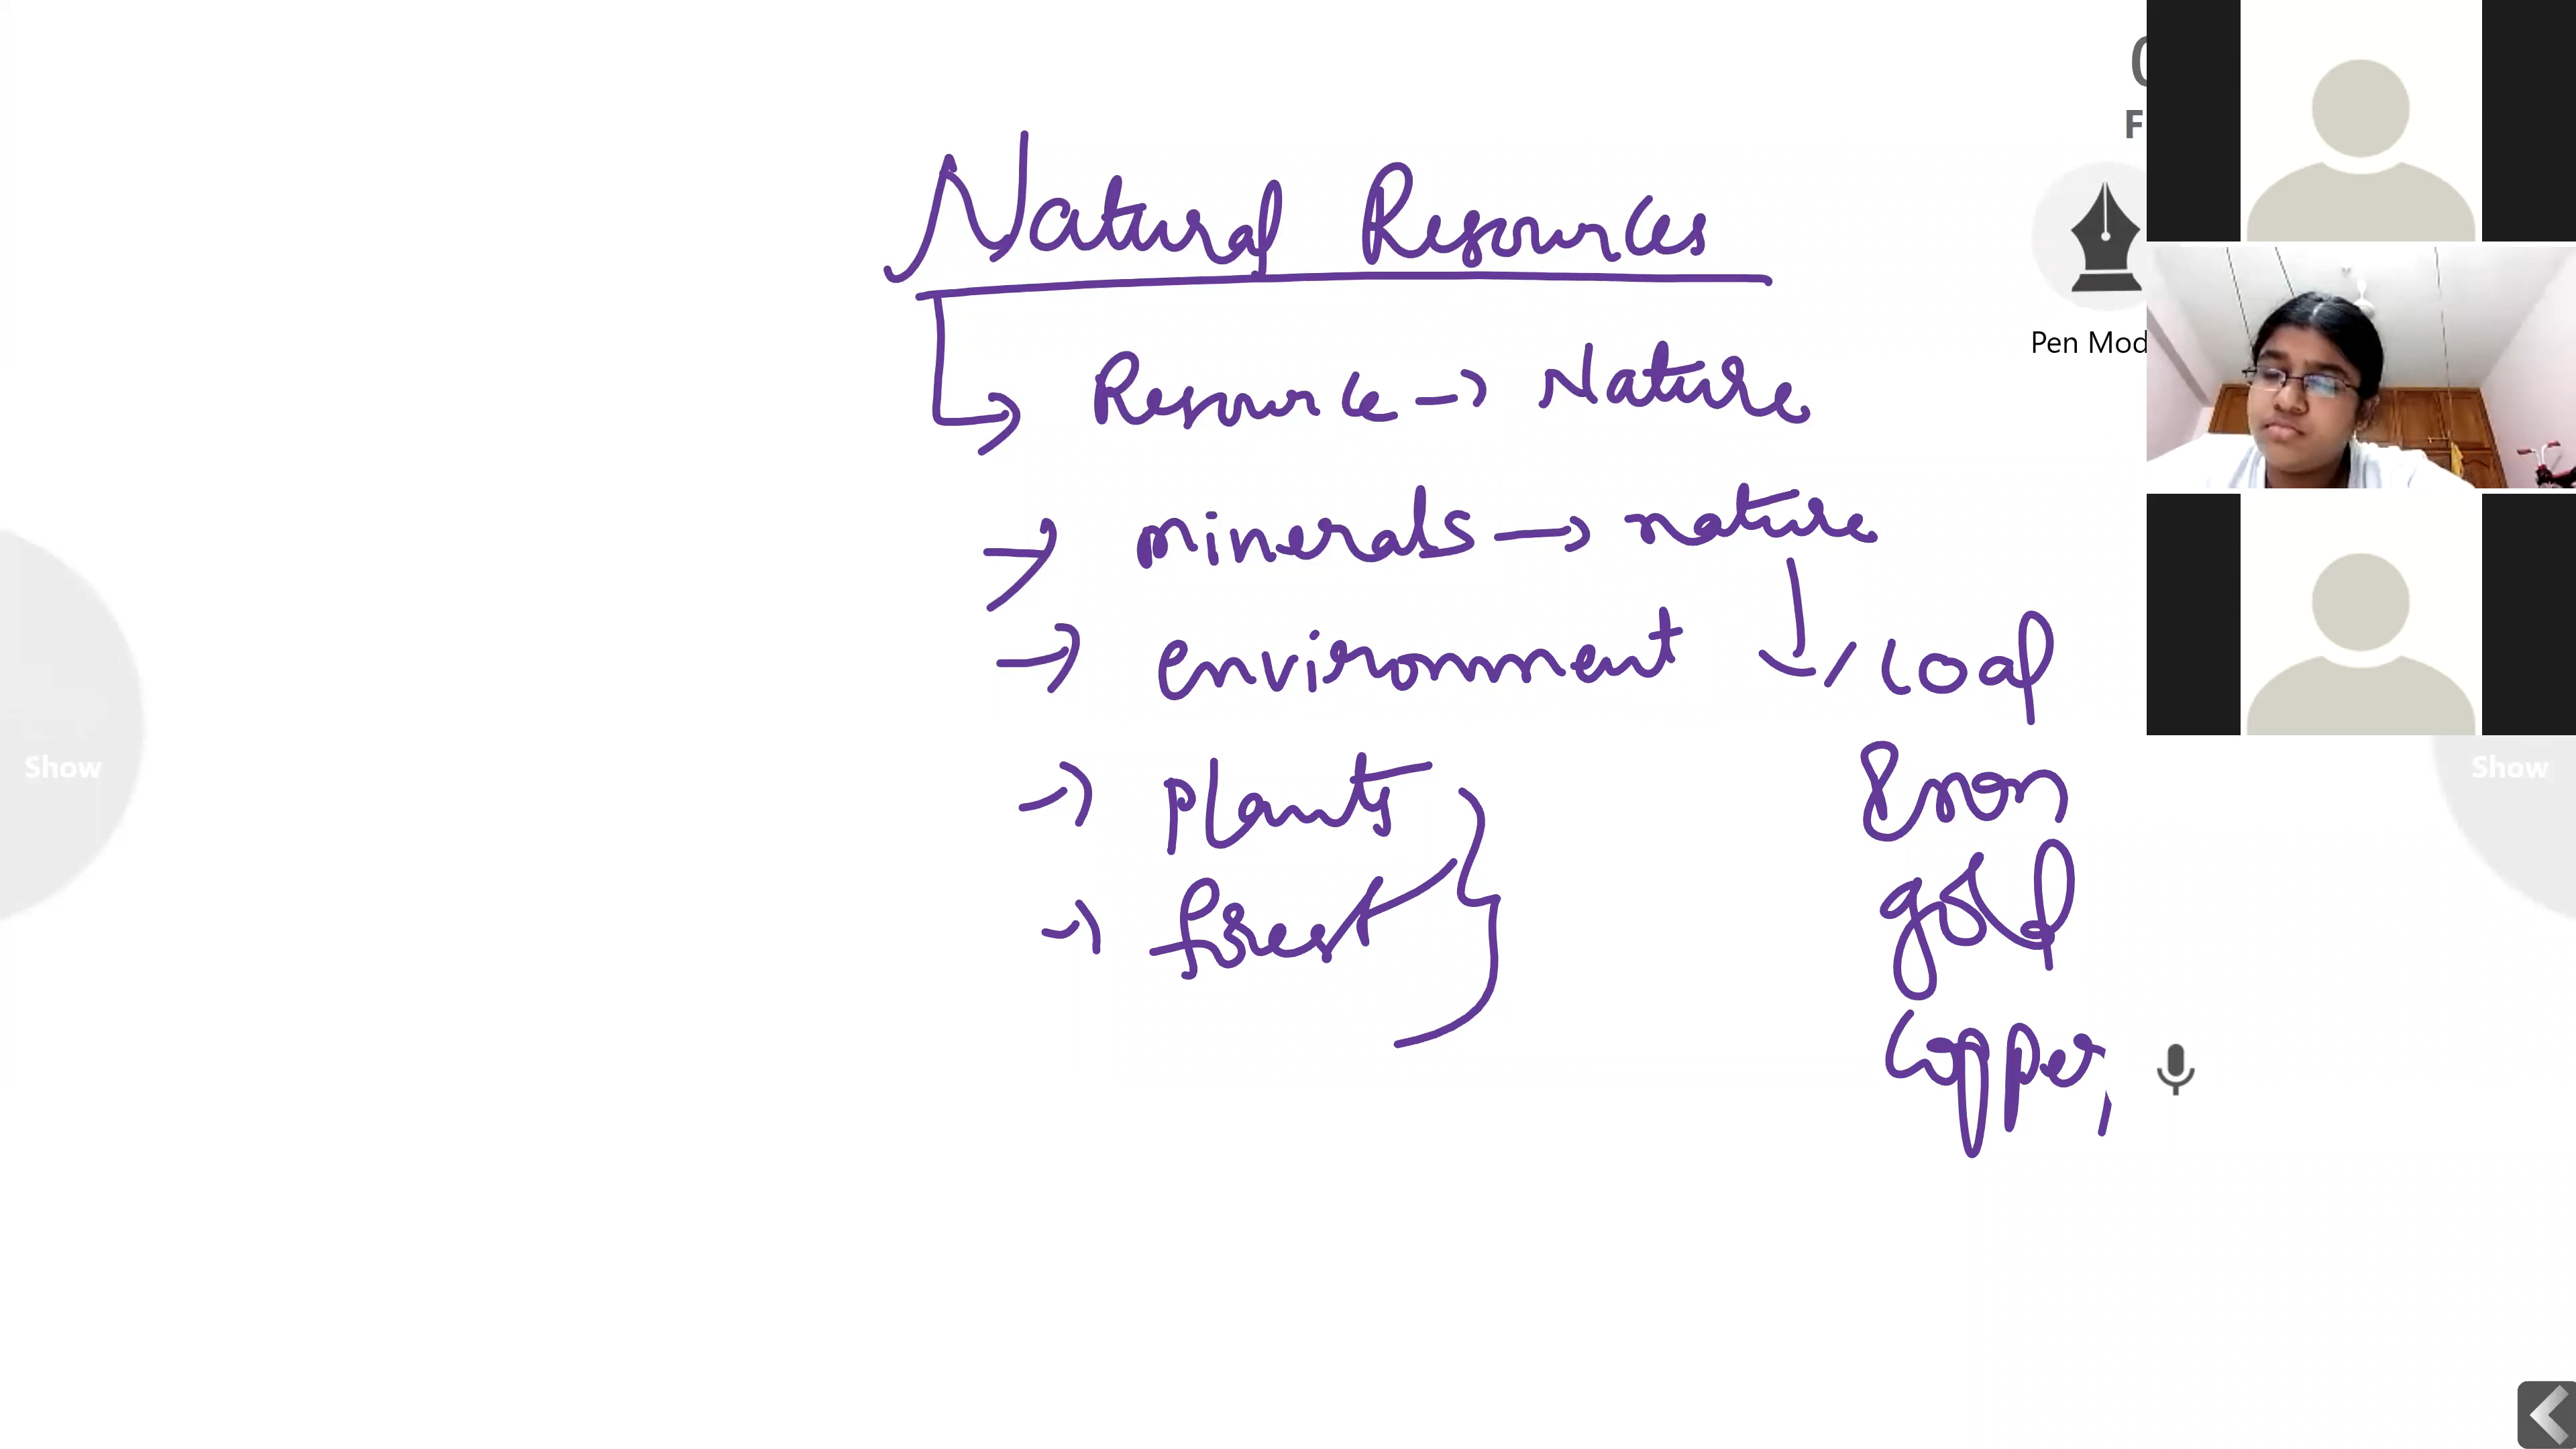 Natural Resources
Resource → Nature
→ minerals → nature
→ environment
→ plants
→ forest
coal
Iron
gold
Copper,
Pen Mod
F
Show
Show